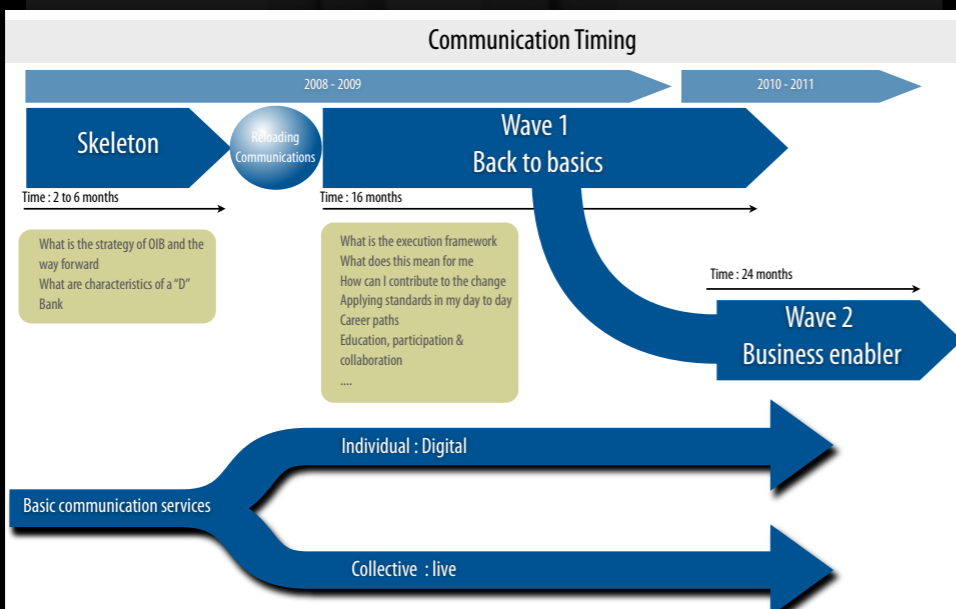 Communication Timing
2008 - 2009
2010 - 2011
Skeleton
Reloading
Communications
Wave 1
Back to basics
Time : 2 to 6 months
Time : 16 months
What is the strategy of OIB and the
way forward
What are characteristics of a “D”
Bank
What is the execution framework
What does this mean for me
How can I contribute to the change
Applying standards in my day to day
Career paths
Education, participation &
collaboration
....
Time : 24 months
Wave 2
Business enabler
Individual : Digital
Basic communication services
Collective : live